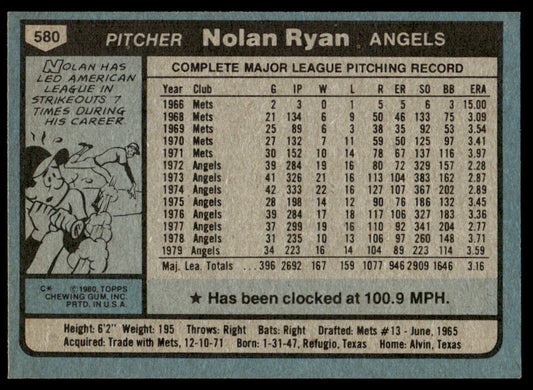 580 PITCHER Nolan Ryan ANGELS
NOLAN HAS
LED AMERICAN
LEAGUE IN
STRIKEOUTS 7
TIMES DURING
HIS CAREER.
C* ©1980, TOPPS
CHEWING GUM, INC.
PRTD. IN U.S.A.
COMPLETE MAJOR LEAGUE PITCHING RECORD
Year Club G IP W L R ER SO BB ERA
1966 Mets 2 3 0 1 5 5 6 3 15.00
1968 Mets 21 134 6 9 50 46 133 75 3.09
1969 Mets 25 89 6 3 38 35 92 53 3.54
1970 Mets 27 132 7 11 59 50 125 97 3.41
1971 Mets 30 152 10 14 78 67 137 116 3.97
1972 Angels 39 284 19 16 80 72 329 157 2.28
1973 Angels 41 326 21 16 113 104 383 162 2.87
1974 Angels 42 333 22 16 127 107 367 202 2.89
1975 Angels 28 198 14 12 90 76 186 132 3.45
1976 Angels 39 284 17 18 117 106 327 183 3.36
1977 Angels 37 299 19 16 110 92 341 204 2.77
1978 Angels 31 235 10 13 106 97 260 148 3.71
1979 Angels 34 223 16 14 104 89 223 114 3.59
Maj. Lea. Totals ... 396 2692 167 159 1077 946 2909 1646 3.16
★ Has been clocked at 100.9 MPH.
Height: 6'2" Weight: 195 Throws: Right Bats: Right Drafted: Mets #13 - June, 1965
Acquired: Trade with Mets, 12-10-71 Born: 1-31-47, Refugio, Texas Home: Alvin, Texas